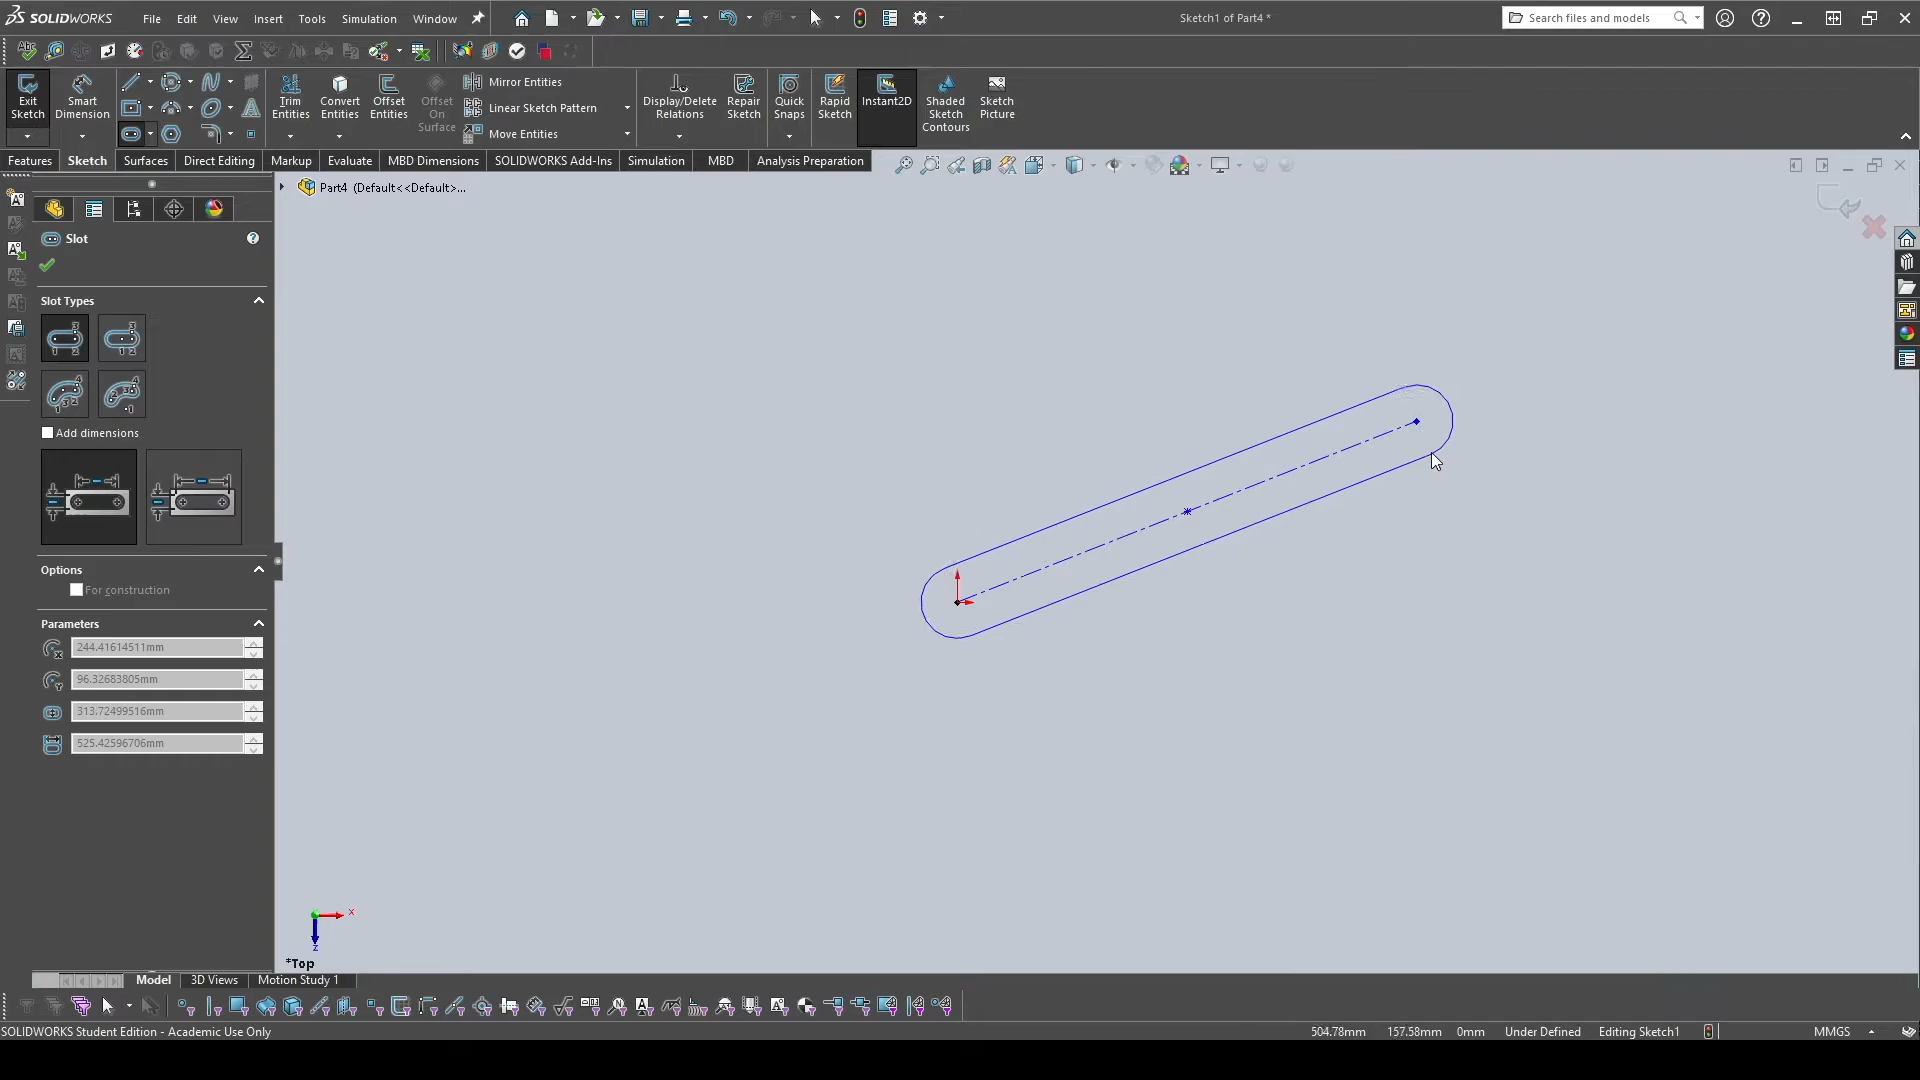 SOLIDWORKS
File Edit View Insert Tools Simulation Window
Sketch1 of Part4 *
Search files and models
Exit Sketch
Smart Dimension
Trim Entities
Convert Entities
Offset Entities
Offset On Surface
Mirror Entities
Linear Sketch Pattern
Move Entities
Display/Delete Relations
Repair Sketch
Quick Snaps
Rapid Sketch
Instant2D
Shaded Sketch Contours
Sketch Picture
Features Sketch Surfaces Direct Editing Markup Evaluate MBD Dimensions SOLIDWORKS Add-Ins Simulation MBD Analysis Preparation
Part4 (Default<<Default>...
Slot
Slot Types
Add dimensions
Options
For construction
Parameters
244.41614511mm
96.32683805mm
313.72499516mm
525.42596706mm
x
z
*Top
Model 3D Views Motion Study 1
SOLIDWORKS Student Edition - Academic Use Only
504.78mm 157.58mm 0mm Under Defined Editing Sketch1 MMGS